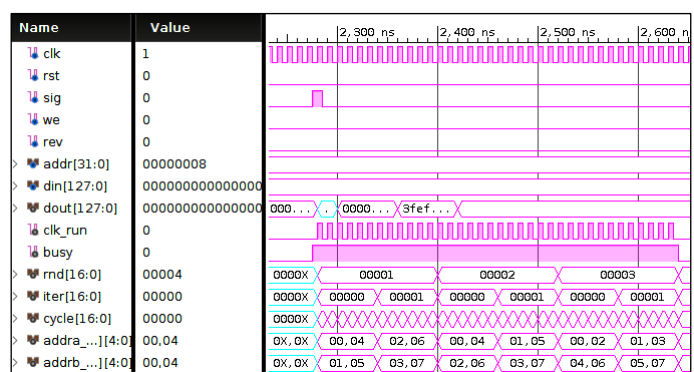 Name Value 2,300 ns 2,400 ns 2,500 ns 2,600 n
clk 1
rst 0
sig 0
we 0
rev 0
addr[31:0] 00000008
din[127:0] 000000000000000
dout[127:0] 000000000000000 000... . 0000... 3fef...
clk_run 0
busy 0
rnd[16:0] 00004 0000X 00001 00002 00003
iter[16:0] 00000 0000X 00000 00001 00000 00001 00000 00001
cycle[16:0] 00000 0000X
addra_...][4:0] 00,04 0X,0X 00,04 02,06 00,04 01,05 00,02 01,03
addrb_...][4:0] 00,04 0X,0X 01,05 03,07 02,06 03,07 04,06 05,07